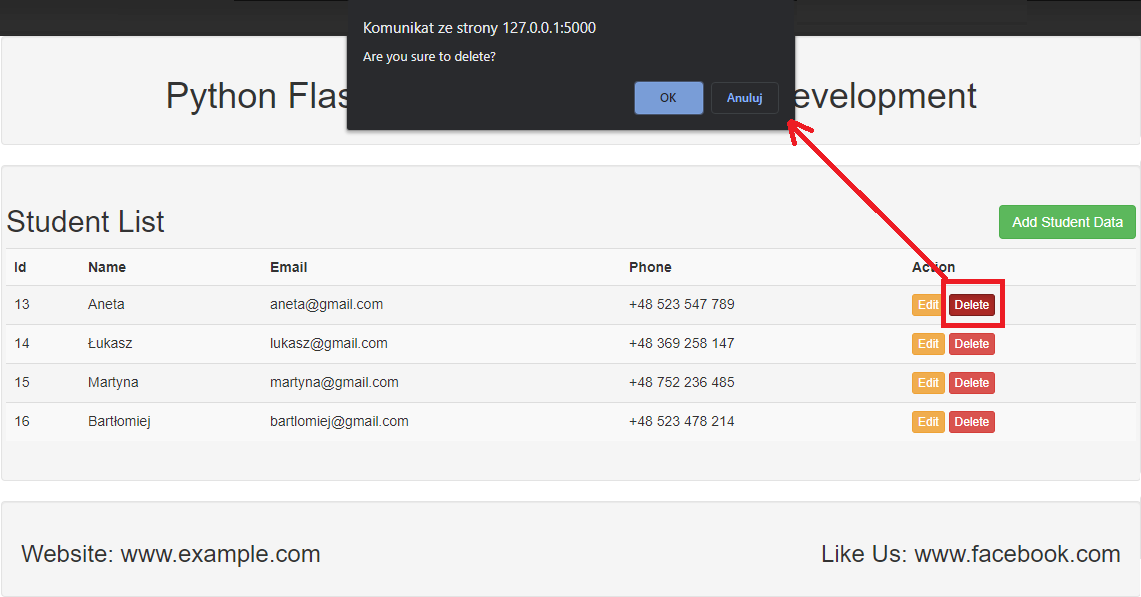 Komunikat ze strony 127.0.0.1:5000
Are you sure to delete?
OK Anuluj
Python Flas evelopment
Student List
Add Student Data
Id Name Email Phone Action
13 Aneta aneta@gmail.com +48 523 547 789 Edit Delete
14 Łukasz lukasz@gmail.com +48 369 258 147 Edit Delete
15 Martyna martyna@gmail.com +48 752 236 485 Edit Delete
16 Bartłomiej bartlomiej@gmail.com +48 523 478 214 Edit Delete
Website: www.example.com Like Us: www.facebook.com